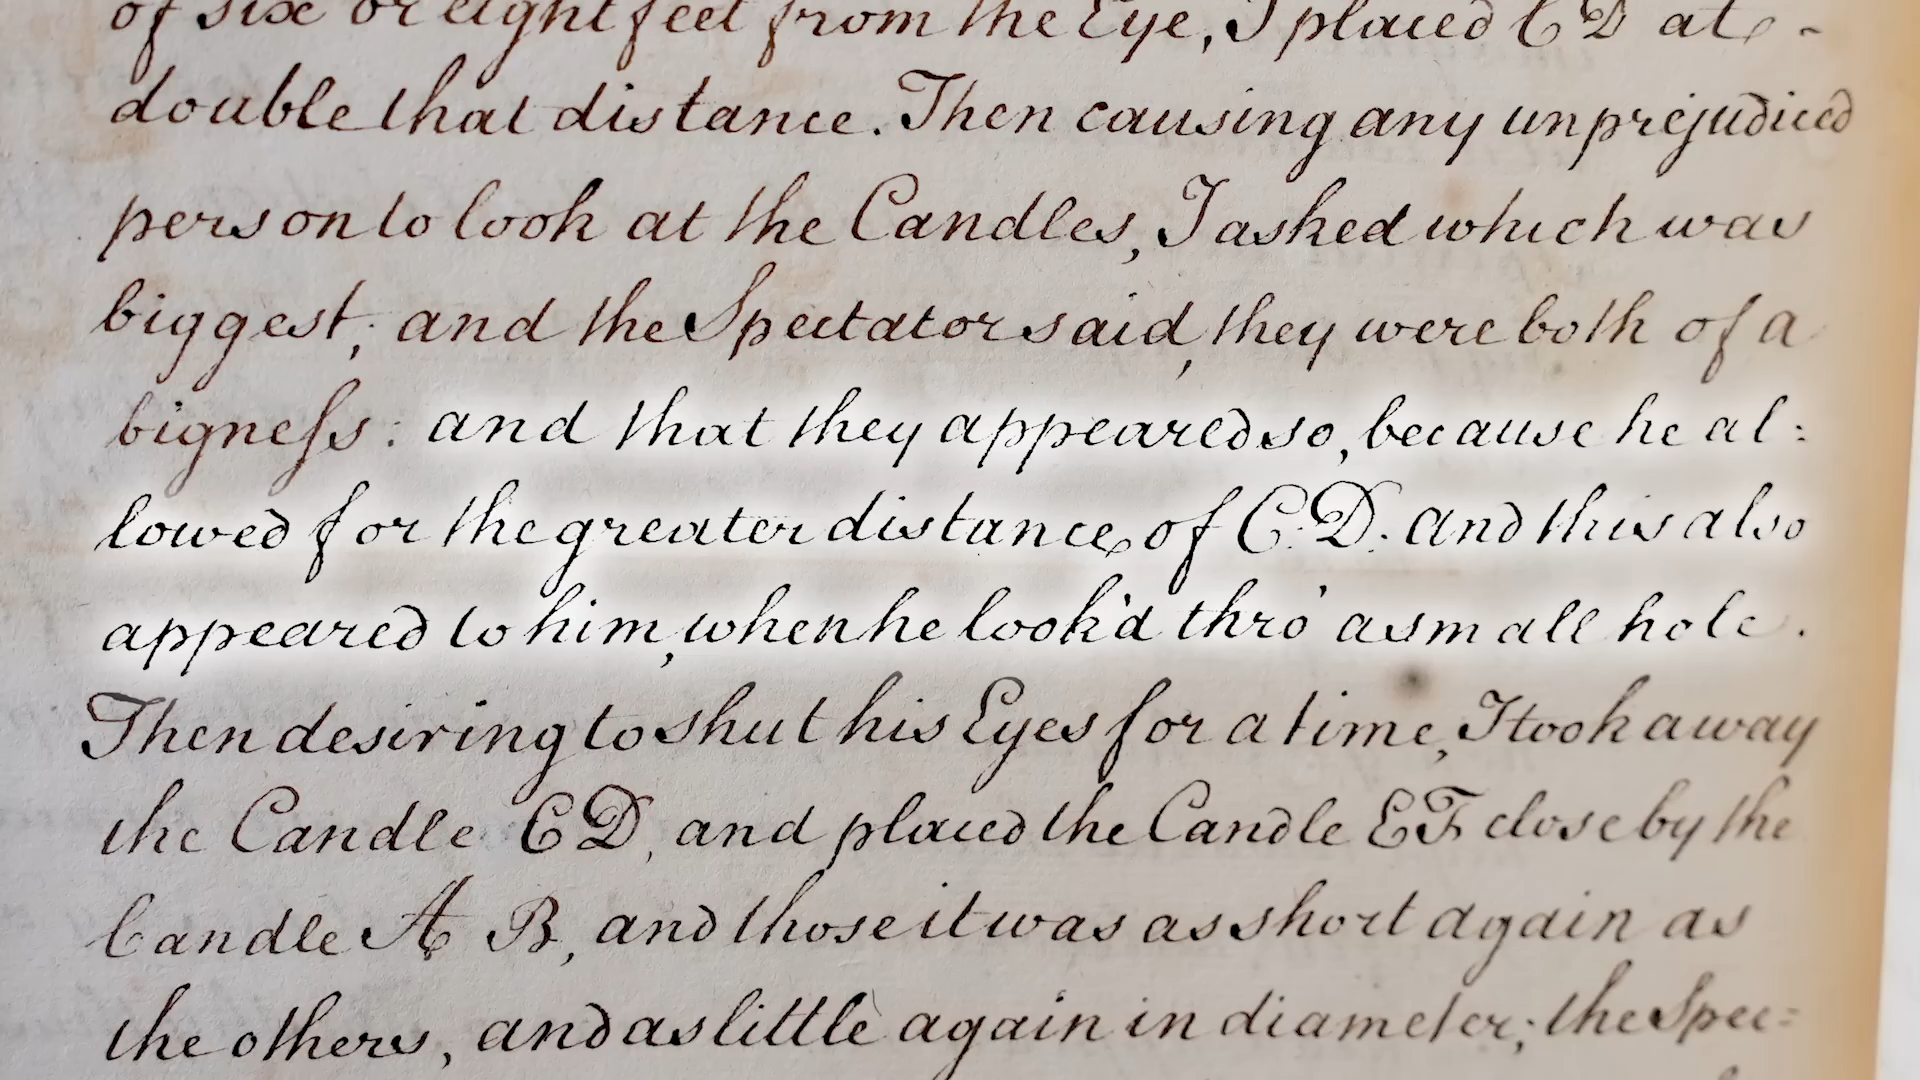 of six or eight feet from the Eye, I placed CD at -
double that distance. Then causing any unprejudiced
person to look at the Candles, I asked which was
biggest; and the Spectator said, they were both of a
bigneſs: and that they appeared so, because he al:
lowed for the greater distance of C.D. and this also
appeared to him, when he look'd thro' a small hole.
Then desiring to shut his Eyes for a time, I took away
the Candle CD, and placed the Candle EF close by the
Candle A B, and those it was as short again as
the others, and as little again in diameter; the Spec=